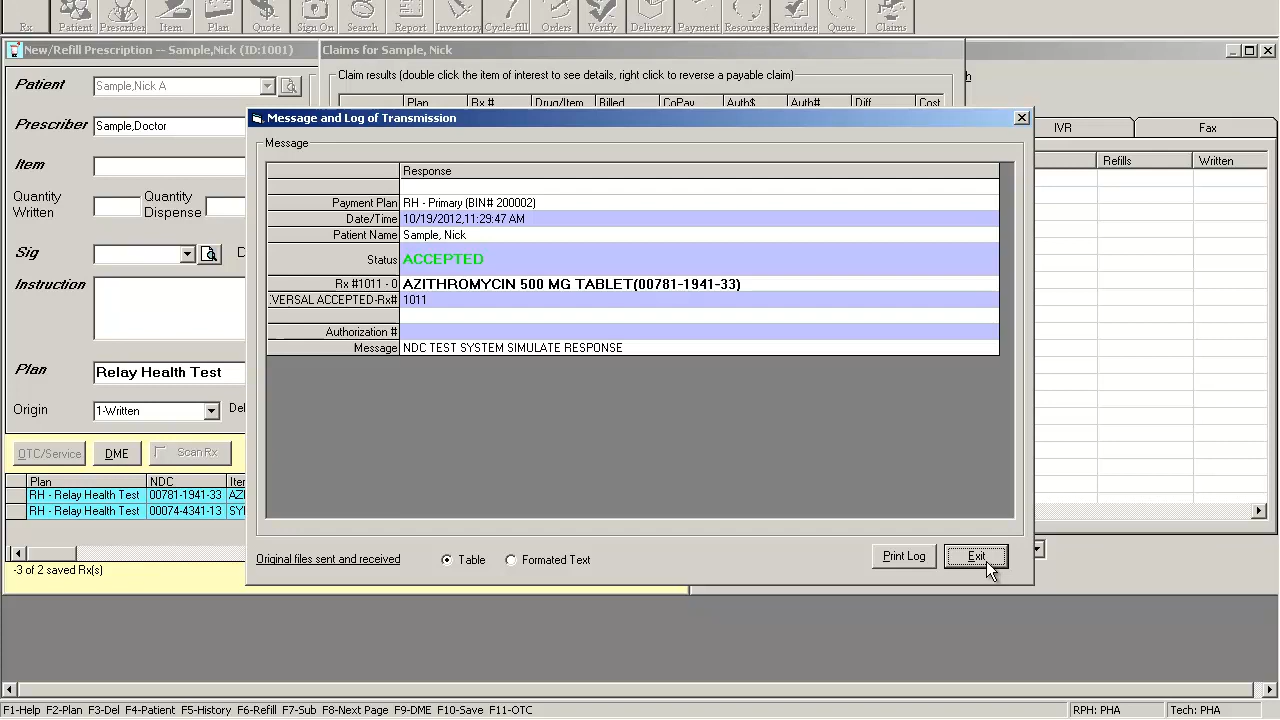 Rx Patient Prescriber Item Plan Quote Sign On Search Report Inventory Cycle-fill Orders Verify Delivery Payment Resources Reminder Queue Claims
New/Refill Prescription -- Sample,Nick (ID:1001)
Claims for Sample, Nick
Claim results (double click the item of interest to see details, right click to reverse a payable claim)
Plan Rx # Drug/Item Billed CoPay Auth$ Auth# Diff Cost
Patient
Sample,Nick A
Prescriber
Sample,Doctor
Item
Quantity Written
Quantity Dispense
Sig
Instruction
Plan
Relay Health Test
Origin
1-Written
OTC/Service
DME
Scan Rx
Plan NDC
RH - Relay Health Test 00781-1941-33
RH - Relay Health Test 00074-4341-13
-3 of 2 saved Rx(s)
IVR
Fax
Refills
Written
Message and Log of Transmission
Message
Response
Payment Plan RH - Primary (BIN# 200002)
Date/Time 10/19/2012,11:29:47 AM
Patient Name Sample, Nick
Status ACCEPTED
Rx #1011 - 0 AZITHROMYCIN 500 MG TABLET(00781-1941-33)
VERSAL ACCEPTED-Rx# 1011
Authorization #
Message NDC TEST SYSTEM SIMULATE RESPONSE
Original files sent and received
Table
Formated Text
Print Log
Exit
F1-Help F2-Plan F3-Del F4-Patient F5-History F6-Refill F7-Sub F8-Next Page F9-DME F10-Save F11-OTC
RPH: PHA
Tech: PHA